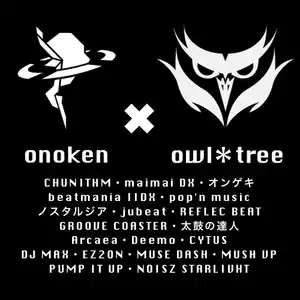 onoken × owl*tree
CHUNITHM・maimai DX・オンゲキ
beatmania IIDX・pop'n music
ノスタルジア・jubeat・REFLEC BEAT
GROOVE COASTER・太鼓の達人
Arcaea・Deemo・CYTUS
DJ MAX・EZ2ON・MUSE DASH・MUSH UP
PUMP IT UP・NOISZ STARLIVHT